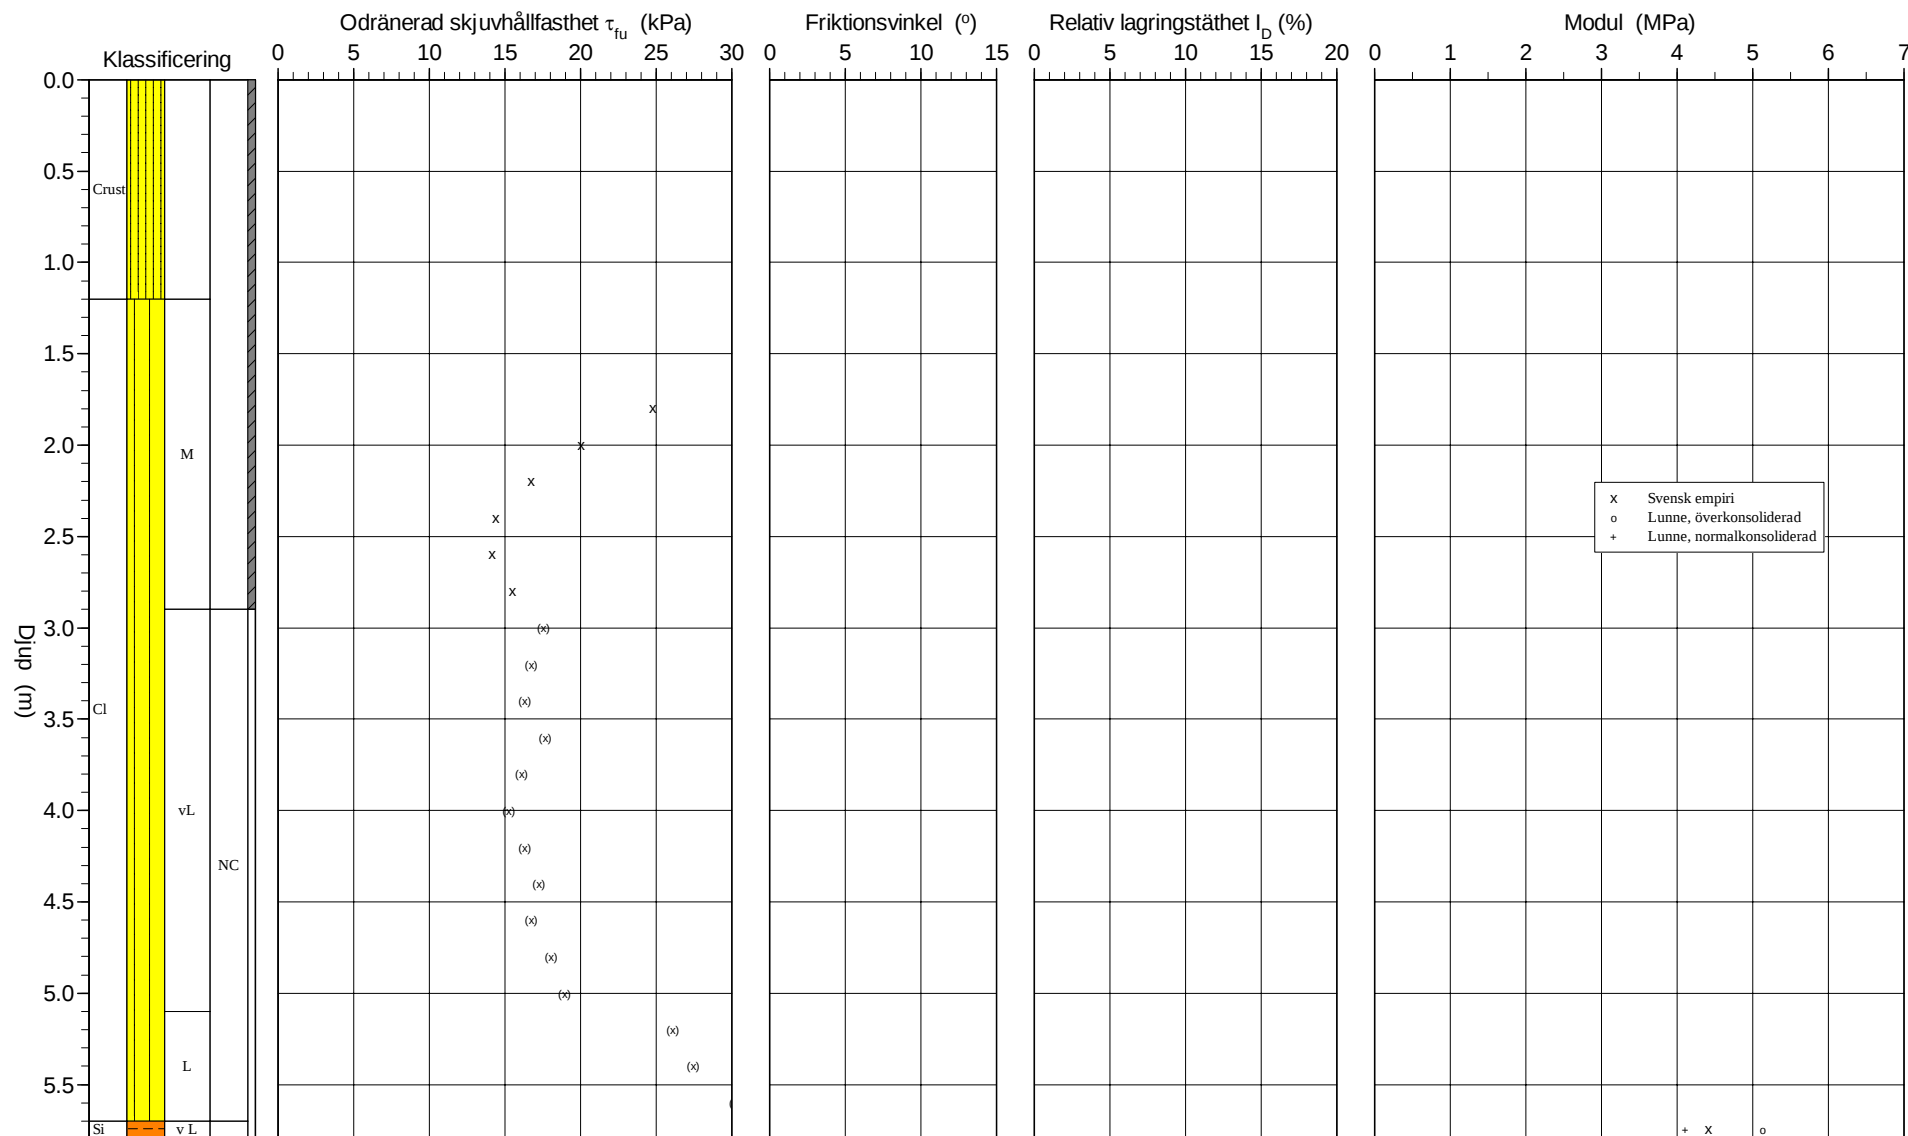 Odränerad skjuvhållfasthet τfu (kPa)
Friktionsvinkel (º)
Relativ lagringstäthet ID (%)
Modul (MPa)
Klassificering
0 5 10 15 20 25 30
0 5 10 15
0 5 10 15 20
0 1 2 3 4 5 6 7
0.0
0.5
Crust
1.0
1.5
2.0
M
x Svensk empiri
o Lunne, överkonsoliderad
+ Lunne, normalkonsoliderad
2.5
3.0
Djup (m)
3.5
Cl
4.0
vL
NC
4.5
5.0
L
5.5
Si
v L